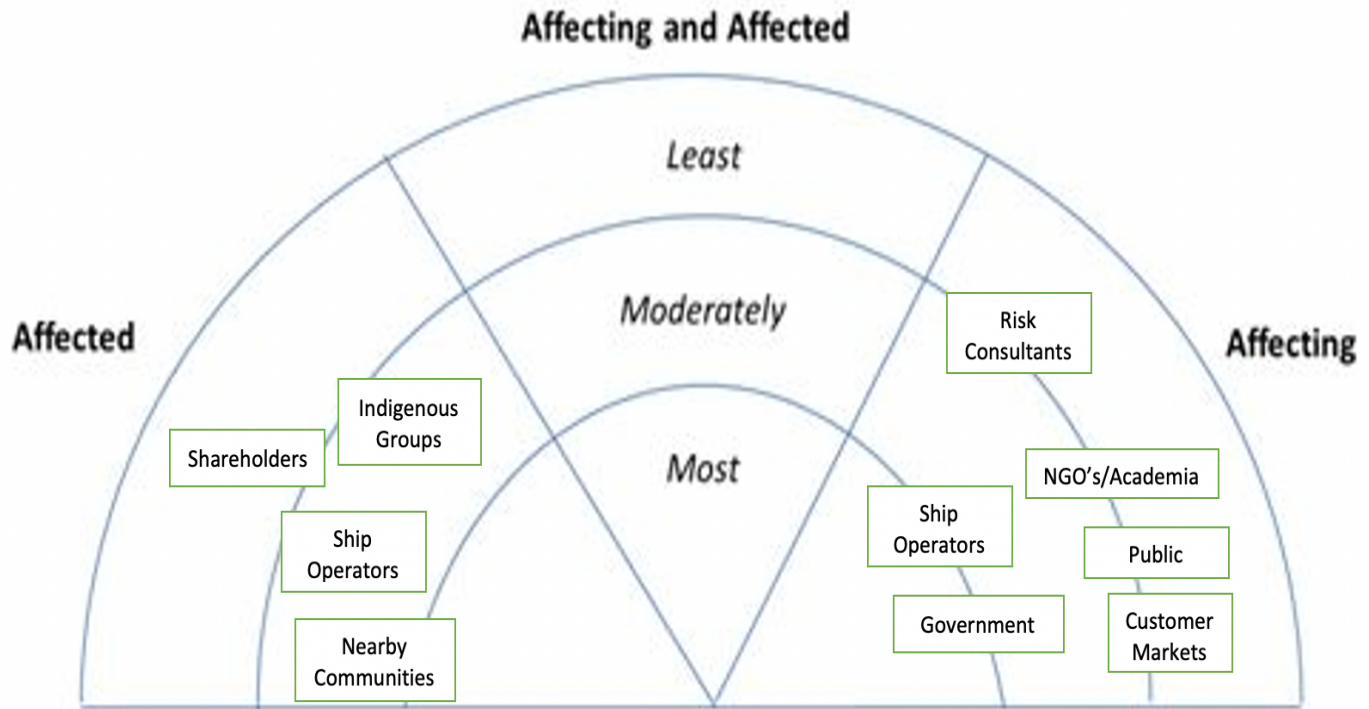 Affecting and Affected
Least
Moderately
Most
Affected
Affecting
Risk
Consultants
Indigenous
Groups
Shareholders
NGO's/Academia
Ship
Operators
Ship
Operators
Public
Government
Customer
Markets
Nearby
Communities